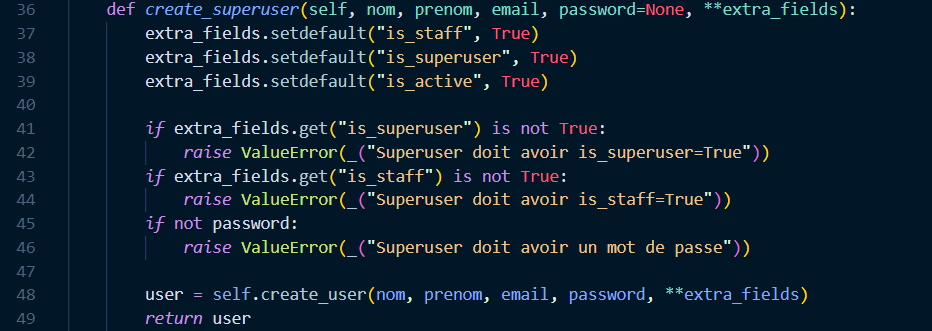 36 def create_superuser(self, nom, prenom, email, password=None, **extra_fields):
37 extra_fields.setdefault("is_staff", True)
38 extra_fields.setdefault("is_superuser", True)
39 extra_fields.setdefault("is_active", True)
40
41 if extra_fields.get("is_superuser") is not True:
42 raise ValueError(_("Superuser doit avoir is_superuser=True"))
43 if extra_fields.get("is_staff") is not True:
44 raise ValueError(_("Superuser doit avoir is_staff=True"))
45 if not password:
46 raise ValueError(_("Superuser doit avoir un mot de passe"))
47
48 user = self.create_user(nom, prenom, email, password, **extra_fields)
49 return user